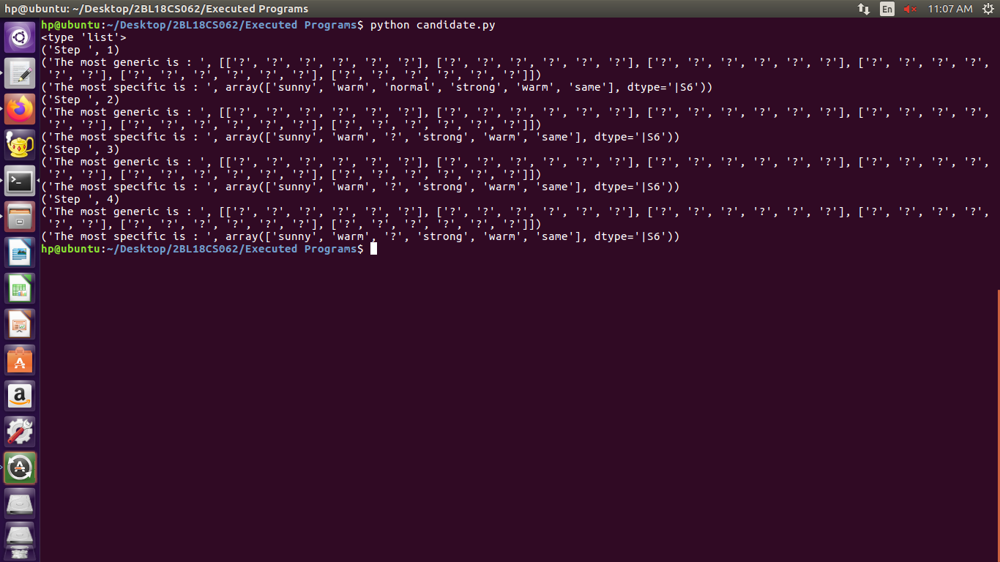 hp@ubuntu: ~/Desktop/2BL18CS062/Executed Programs
En
11:07 AM
hp@ubuntu:~/Desktop/2BL18CS062/Executed Programs$ python candidate.py
<type 'list'>
('Step ', 1)
('The most generic is : ', [['?', '?', '?', '?', '?', '?'], ['?', '?', '?', '?', '?', '?'], ['?', '?', '?', '?', '?', '?'], ['?', '?', '?', '?',
'?', '?'], ['?', '?', '?', '?', '?', '?'], ['?', '?', '?', '?', '?', '?']])
('The most specific is : ', array(['sunny', 'warm', 'normal', 'strong', 'warm', 'same'], dtype='|S6'))
('Step ', 2)
('The most generic is : ', [['?', '?', '?', '?', '?', '?'], ['?', '?', '?', '?', '?', '?'], ['?', '?', '?', '?', '?', '?'], ['?', '?', '?', '?',
'?', '?'], ['?', '?', '?', '?', '?', '?'], ['?', '?', '?', '?', '?', '?']])
('The most specific is : ', array(['sunny', 'warm', '?', 'strong', 'warm', 'same'], dtype='|S6'))
('Step ', 3)
('The most generic is : ', [['?', '?', '?', '?', '?', '?'], ['?', '?', '?', '?', '?', '?'], ['?', '?', '?', '?', '?', '?'], ['?', '?', '?', '?',
'?', '?'], ['?', '?', '?', '?', '?', '?'], ['?', '?', '?', '?', '?', '?']])
('The most specific is : ', array(['sunny', 'warm', '?', 'strong', 'warm', 'same'], dtype='|S6'))
('Step ', 4)
('The most generic is : ', [['?', '?', '?', '?', '?', '?'], ['?', '?', '?', '?', '?', '?'], ['?', '?', '?', '?', '?', '?'], ['?', '?', '?', '?',
'?', '?'], ['?', '?', '?', '?', '?', '?'], ['?', '?', '?', '?', '?', '?']])
('The most specific is : ', array(['sunny', 'warm', '?', 'strong', 'warm', 'same'], dtype='|S6'))
hp@ubuntu:~/Desktop/2BL18CS062/Executed Programs$